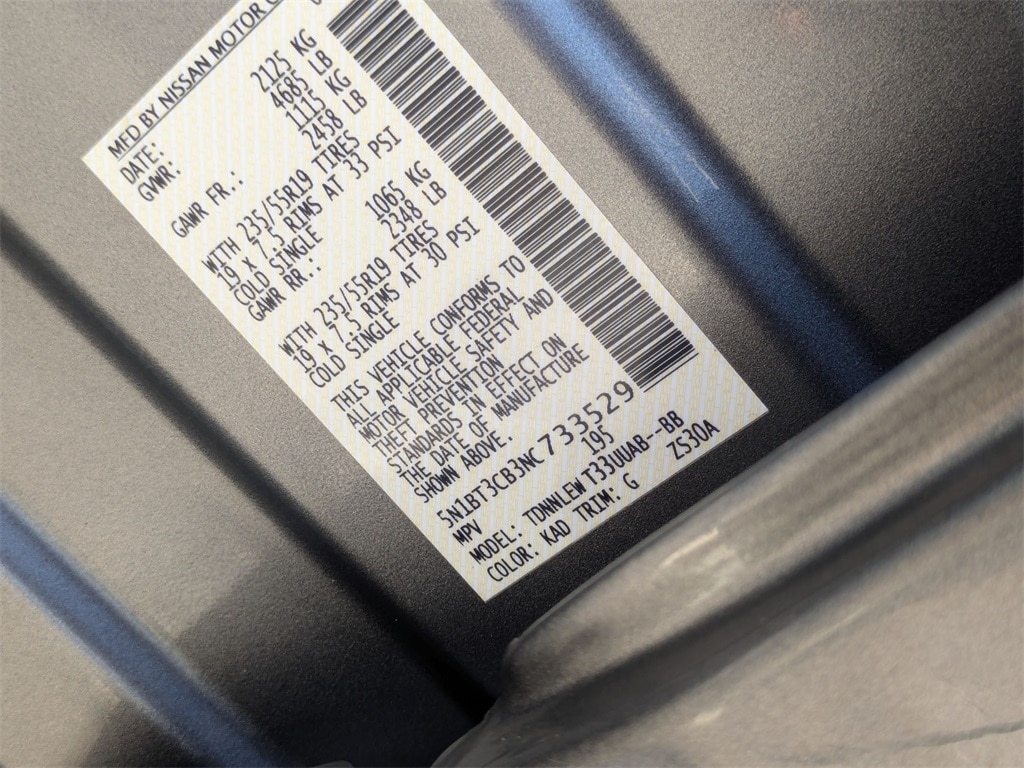 MFD BY NISSAN MOTOR
DATE:
GVWR: 2125 KG
4685 LB
GAWR FR.: 1115 KG
2458 LB
WITH 235/55R19 TIRES
19 X 7.5 RIMS AT 33 PSI
COLD SINGLE
GAWR RR.: 1065 KG
2348 LB
WITH 235/55R19 TIRES
19 X 7.5 RIMS AT 30 PSI
COLD SINGLE
THIS VEHICLE CONFORMS TO
ALL APPLICABLE FEDERAL
MOTOR VEHICLE SAFETY AND
THEFT PREVENTION
STANDARDS IN EFFECT ON
THE DATE OF MANUFACTURE
SHOWN ABOVE.
5N1BT3CB3NC733529
MPV 195
MODEL: TDNNLEW T33UUAB--BB
COLOR: KAD TRIM: G ZS30A